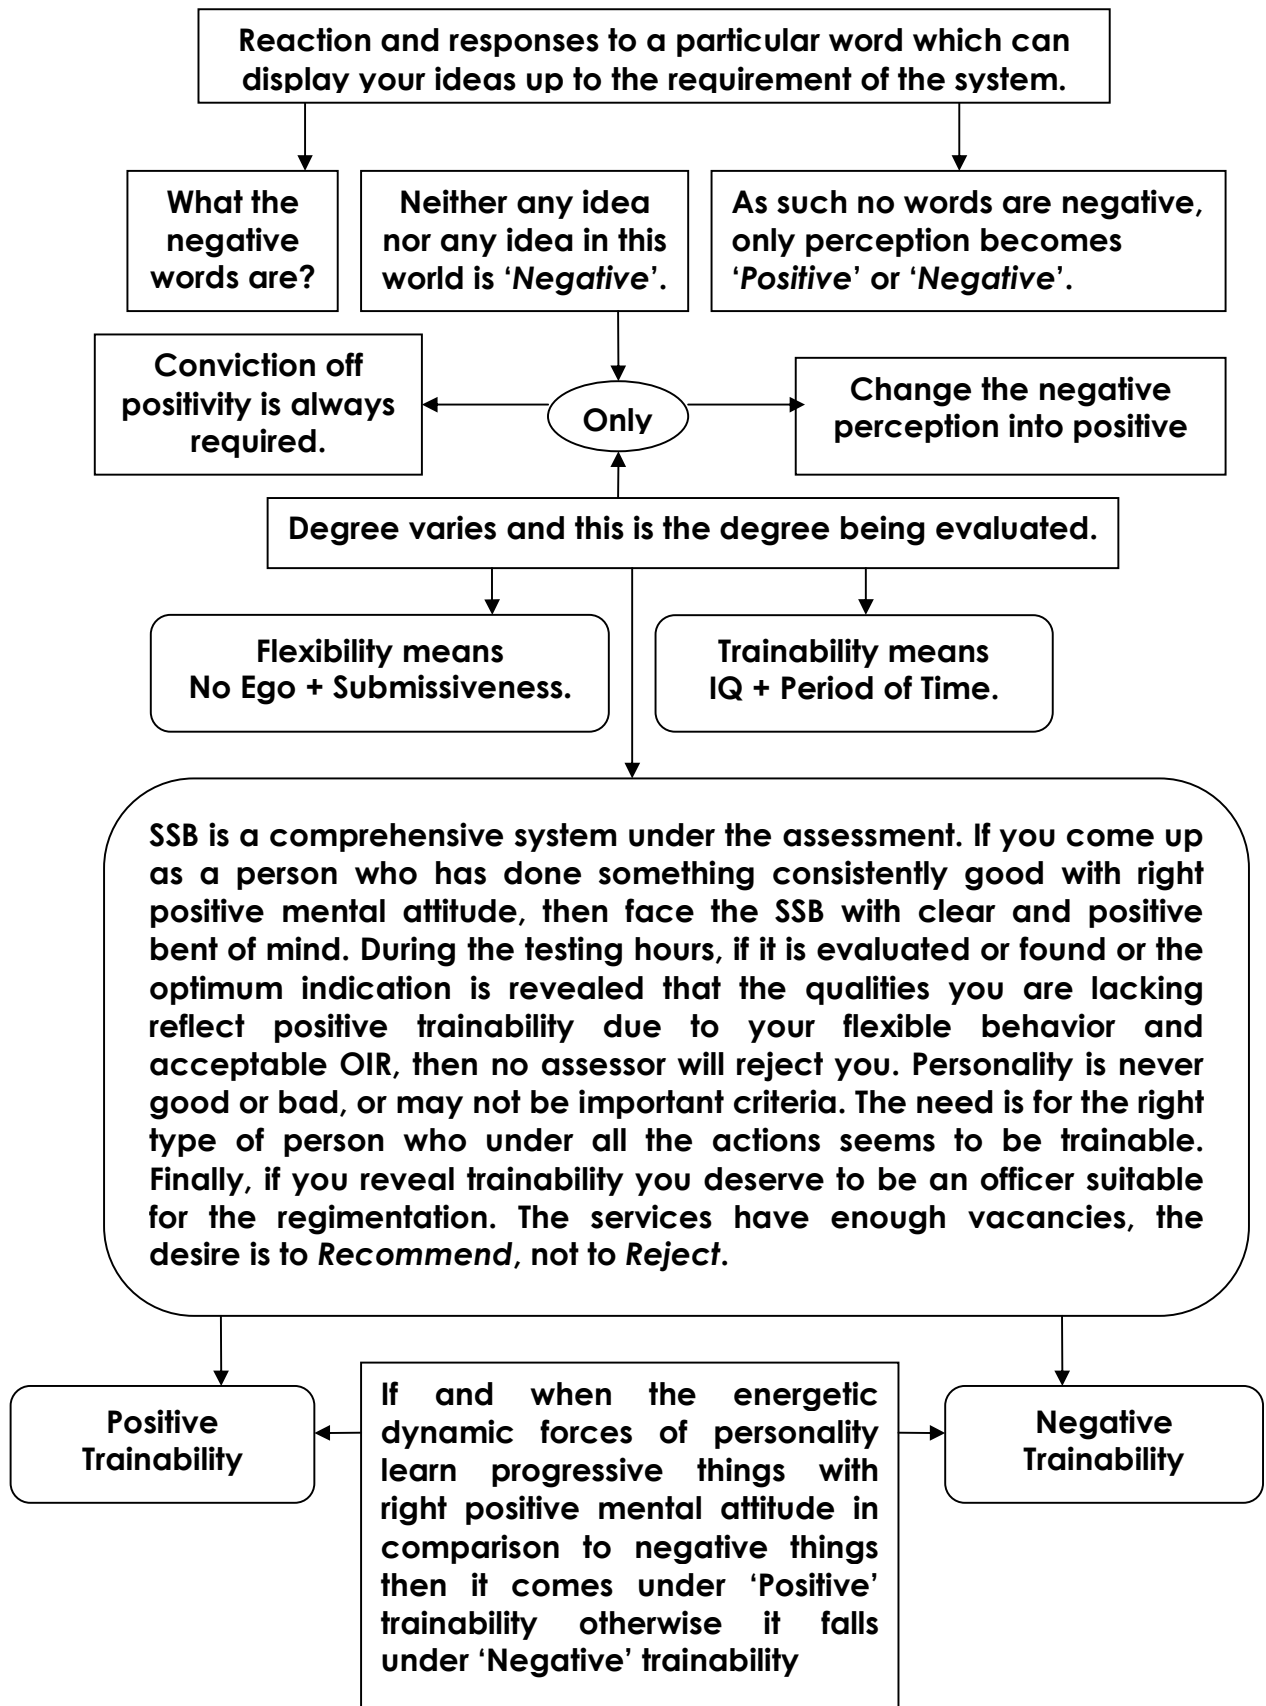 Reaction and responses to a particular word which can
display your ideas up to the requirement of the system.
What the
negative
words are?
Neither any idea
nor any idea in this
world is ‘Negative’.
As such no words are negative,
only perception becomes
‘Positive’ or ‘Negative’.
Conviction off
positivity is always
required.
Only
Change the negative
perception into positive
Degree varies and this is the degree being evaluated.
Flexibility means
No Ego + Submissiveness.
Trainability means
IQ + Period of Time.
SSB is a comprehensive system under the assessment. If you come up
as a person who has done something consistently good with right
positive mental attitude, then face the SSB with clear and positive
bent of mind. During the testing hours, if it is evaluated or found or the
optimum indication is revealed that the qualities you are lacking
reflect positive trainability due to your flexible behavior and
acceptable OIR, then no assessor will reject you. Personality is never
good or bad, or may not be important criteria. The need is for the right
type of person who under all the actions seems to be trainable.
Finally, if you reveal trainability you deserve to be an officer suitable
for the regimentation. The services have enough vacancies, the
desire is to Recommend, not to Reject.
Positive
Trainability
If and when the energetic
dynamic forces of personality
learn progressive things with
right positive mental attitude in
comparison to negative things
then it comes under ‘Positive’
trainability otherwise it falls
under ‘Negative’ trainability
Negative
Trainability